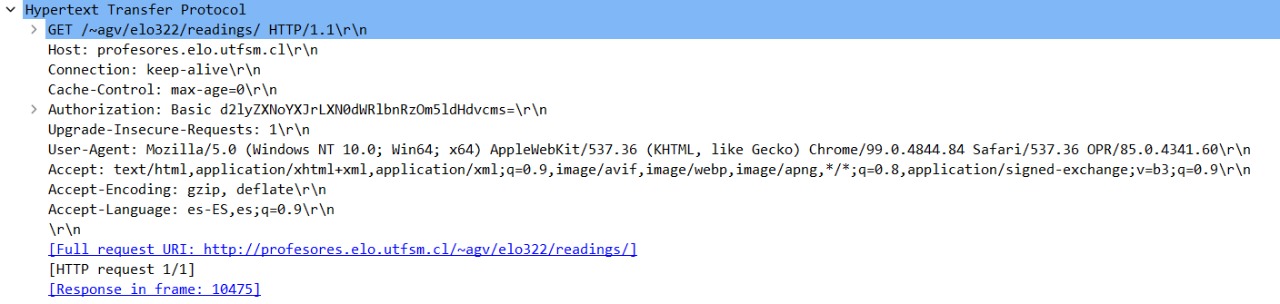 Hypertext Transfer Protocol
GET /~agv/elo322/readings/ HTTP/1.1\r\n
Host: profesores.elo.utfsm.cl\r\n
Connection: keep-alive\r\n
Cache-Control: max-age=0\r\n
Authorization: Basic d2lyZXNoYXJrLXN0dWRlbnRzOm5ldHdvcms=\r\n
Upgrade-Insecure-Requests: 1\r\n
User-Agent: Mozilla/5.0 (Windows NT 10.0; Win64; x64) AppleWebKit/537.36 (KHTML, like Gecko) Chrome/99.0.4844.84 Safari/537.36 OPR/85.0.4341.60\r\n
Accept: text/html,application/xhtml+xml,application/xml;q=0.9,image/avif,image/webp,image/apng,*/*;q=0.8,application/signed-exchange;v=b3;q=0.9\r\n
Accept-Encoding: gzip, deflate\r\n
Accept-Language: es-ES,es;q=0.9\r\n
\r\n
[Full request URI: http://profesores.elo.utfsm.cl/~agv/elo322/readings/]
[HTTP request 1/1]
[Response in frame: 10475]